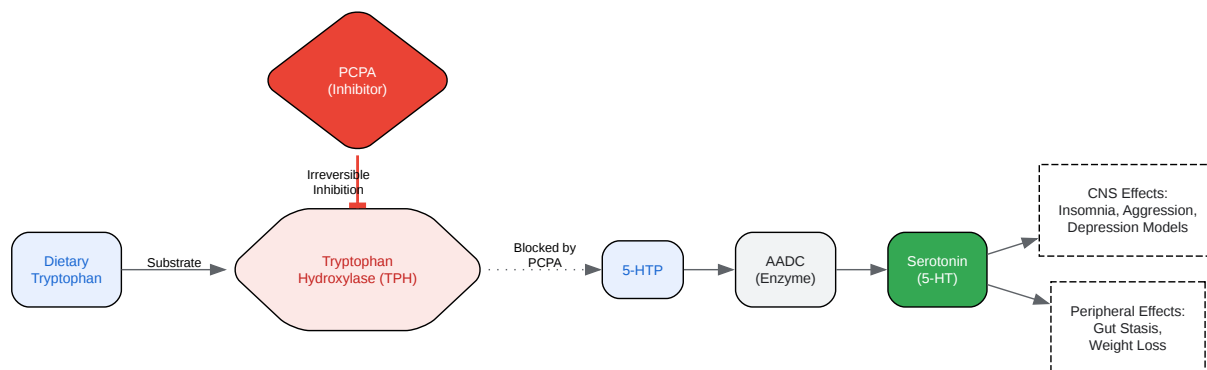 PCPA
(Inhibitor)
Irreversible
Inhibition
Dietary
Tryptophan
Substrate
Tryptophan
Hydroxylase (TPH)
Blocked by
PCPA
5-HTP
AADC
(Enzyme)
Serotonin
(5-HT)
CNS Effects:
Insomnia, Aggression,
Depression Models
Peripheral Effects:
Gut Stasis,
Weight Loss